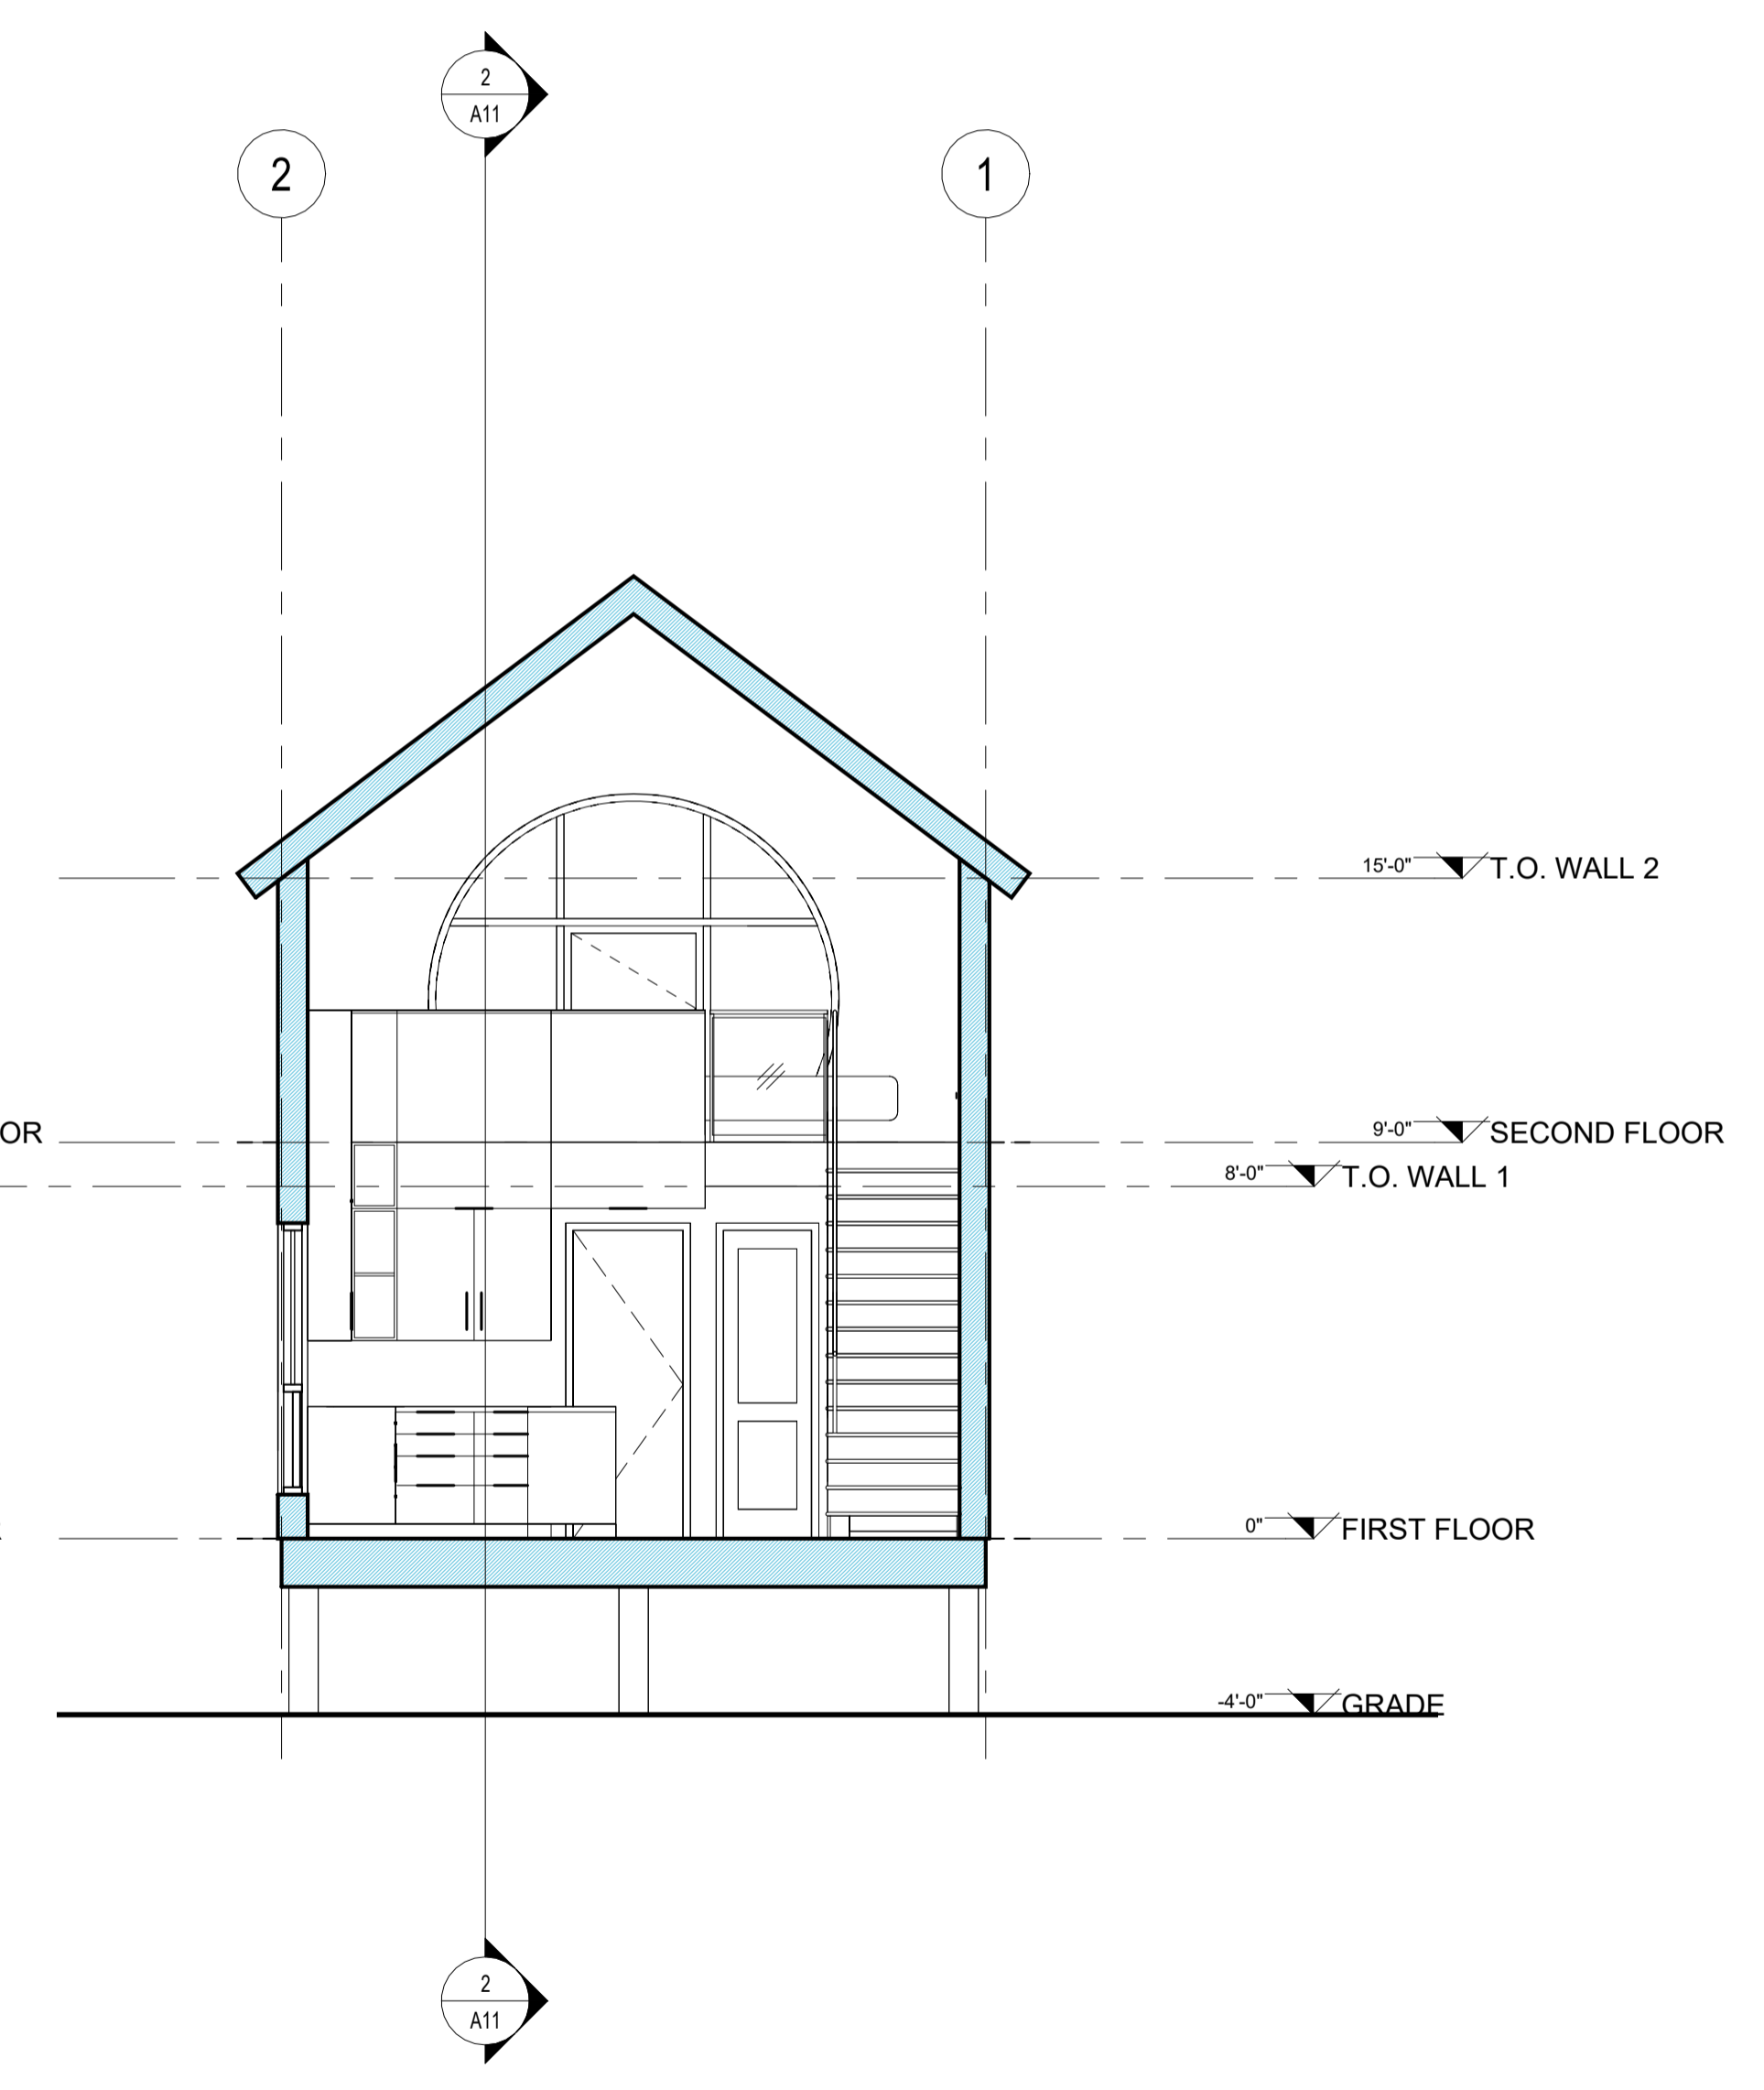 2
A11
2
1
15'-0" T.O. WALL 2
OR
9'-0" SECOND FLOOR
8'-0" T.O. WALL 1
0" FIRST FLOOR
-4'-0" GRADE
2
A11